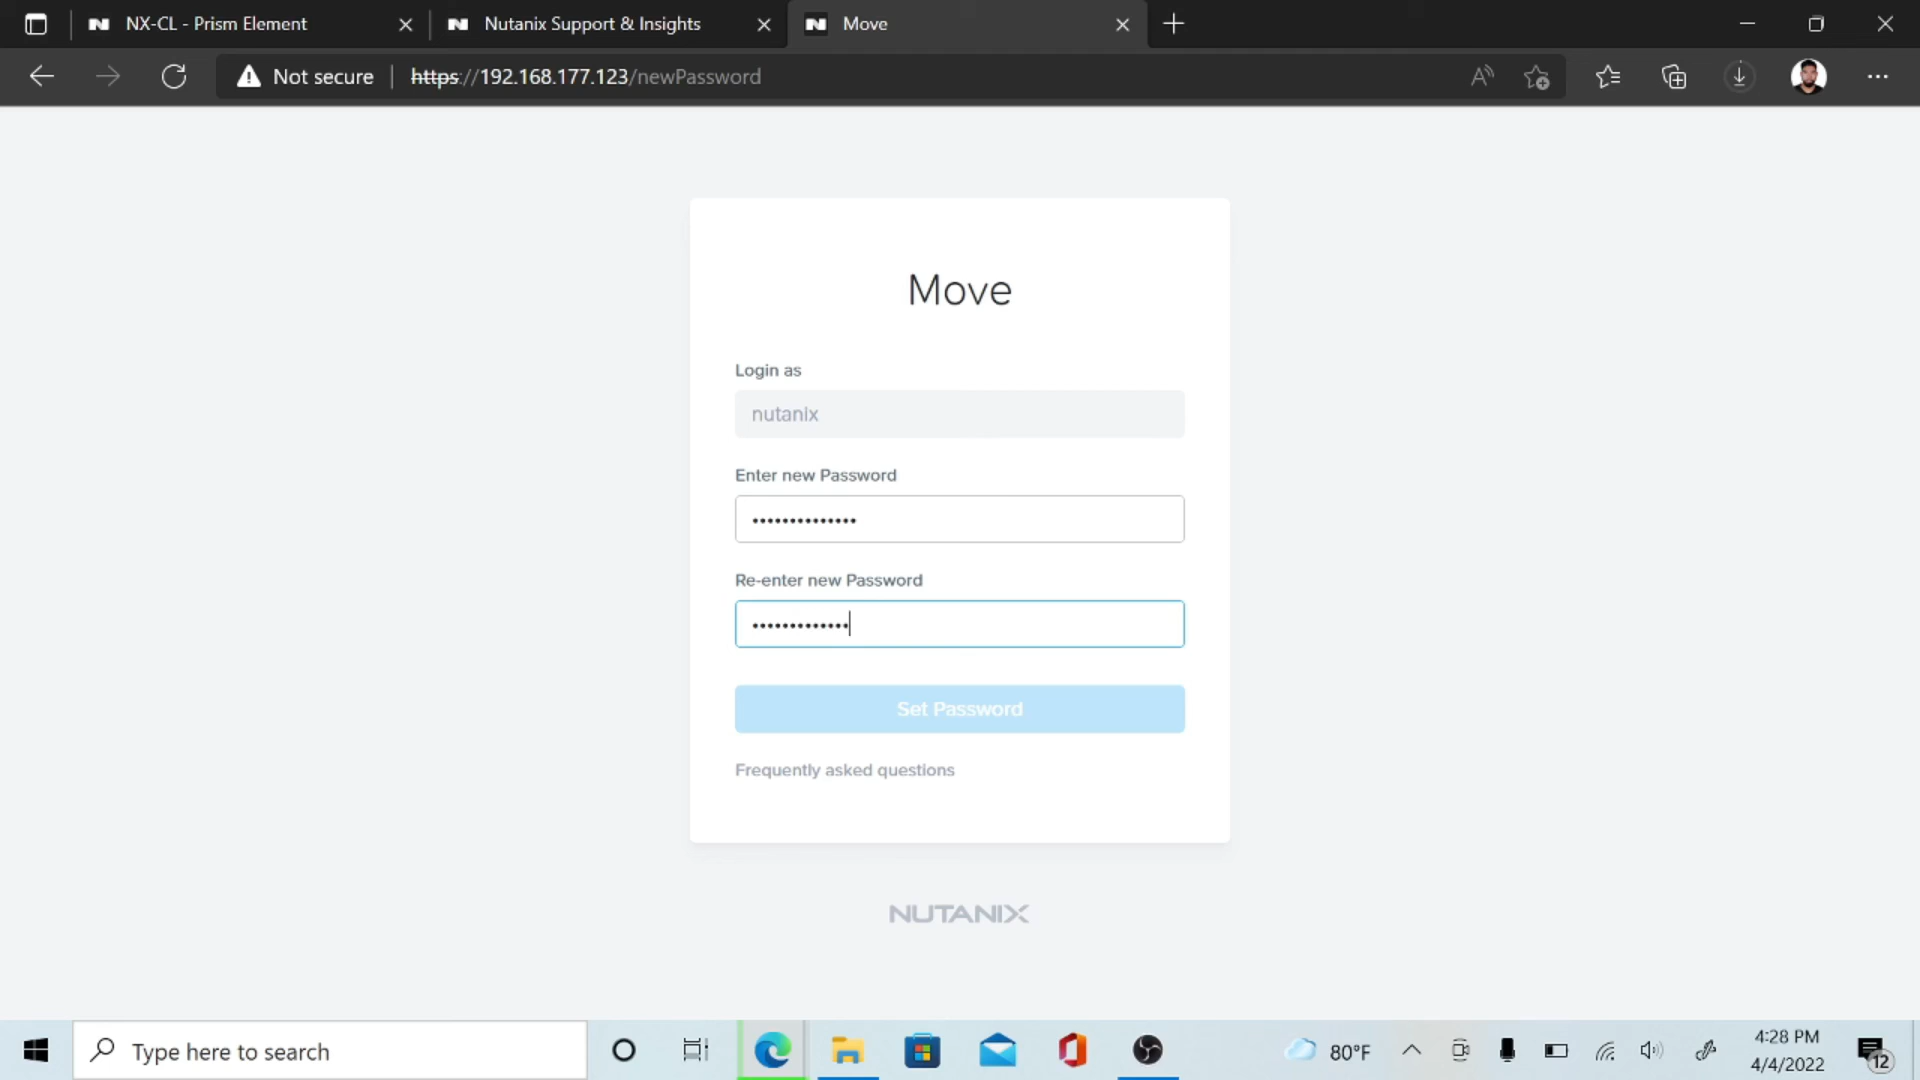 NX-CL - Prism Element
Nutanix Support & Insights
Move
Not secure
https://192.168.177.123/newPassword
Move
Login as
nutanix
Enter new Password
••••••••••••••
Re-enter new Password
•••••••••••••
Set Password
Frequently asked questions
NUTANIX
Type here to search
80°F
4:28 PM
4/4/2022
12